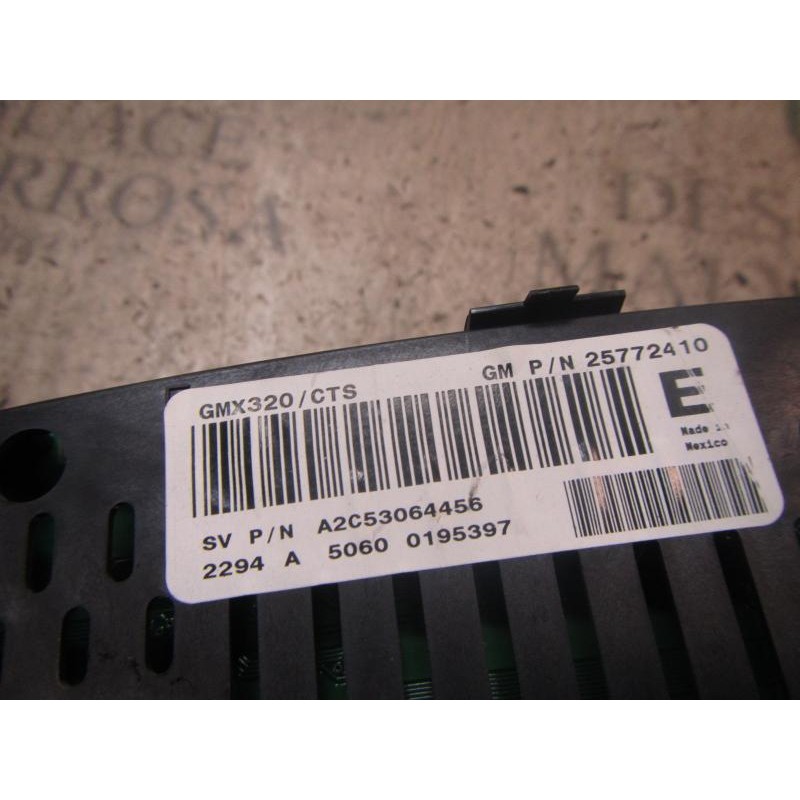 GMX320/CTS GM P/N 25772410
E
Made in
Mexico
SV P/N A2C53064456
2294 A 5060 0195397